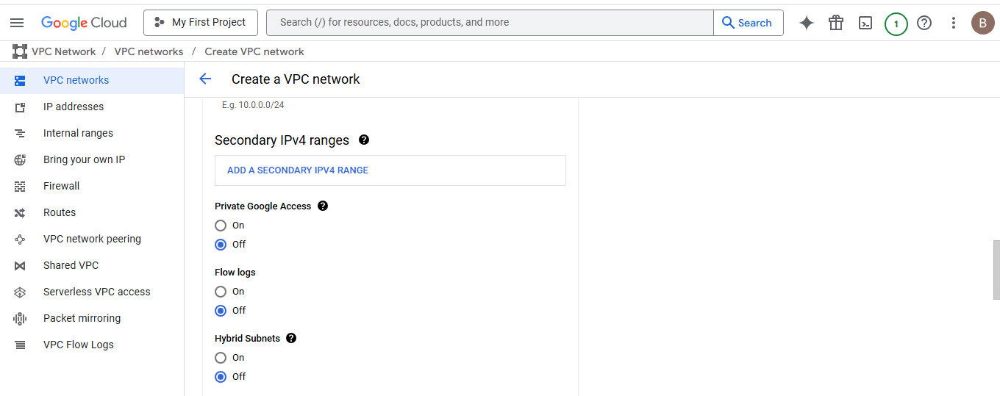 Google Cloud
My First Project
Search (/) for resources, docs, products, and more
Search
1
B
VPC Network / VPC networks / Create VPC network
VPC networks
IP addresses
Internal ranges
Bring your own IP
Firewall
Routes
VPC network peering
Shared VPC
Serverless VPC access
Packet mirroring
VPC Flow Logs
Create a VPC network
E.g. 10.0.0.0/24
Secondary IPv4 ranges
ADD A SECONDARY IPV4 RANGE
Private Google Access
On
Off
Flow logs
On
Off
Hybrid Subnets
On
Off